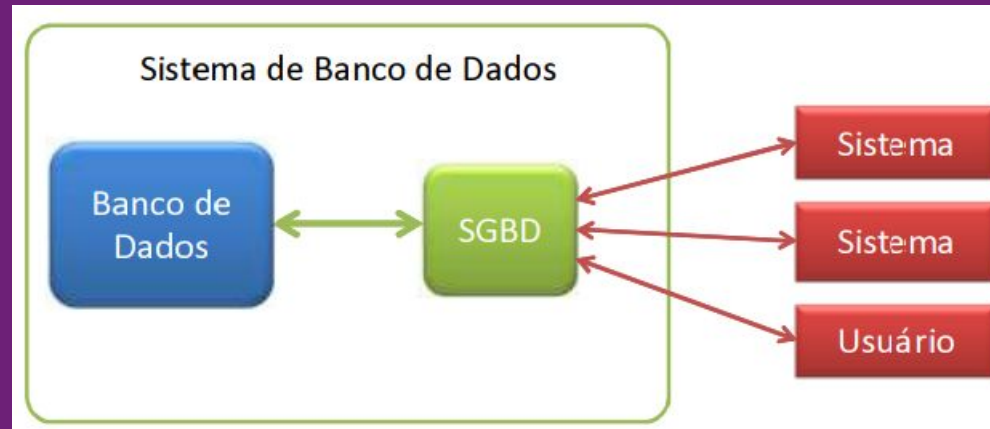 Sistema de Banco de Dados
Banco de
Dados
SGBD
Sistema
Sistema
Usuário